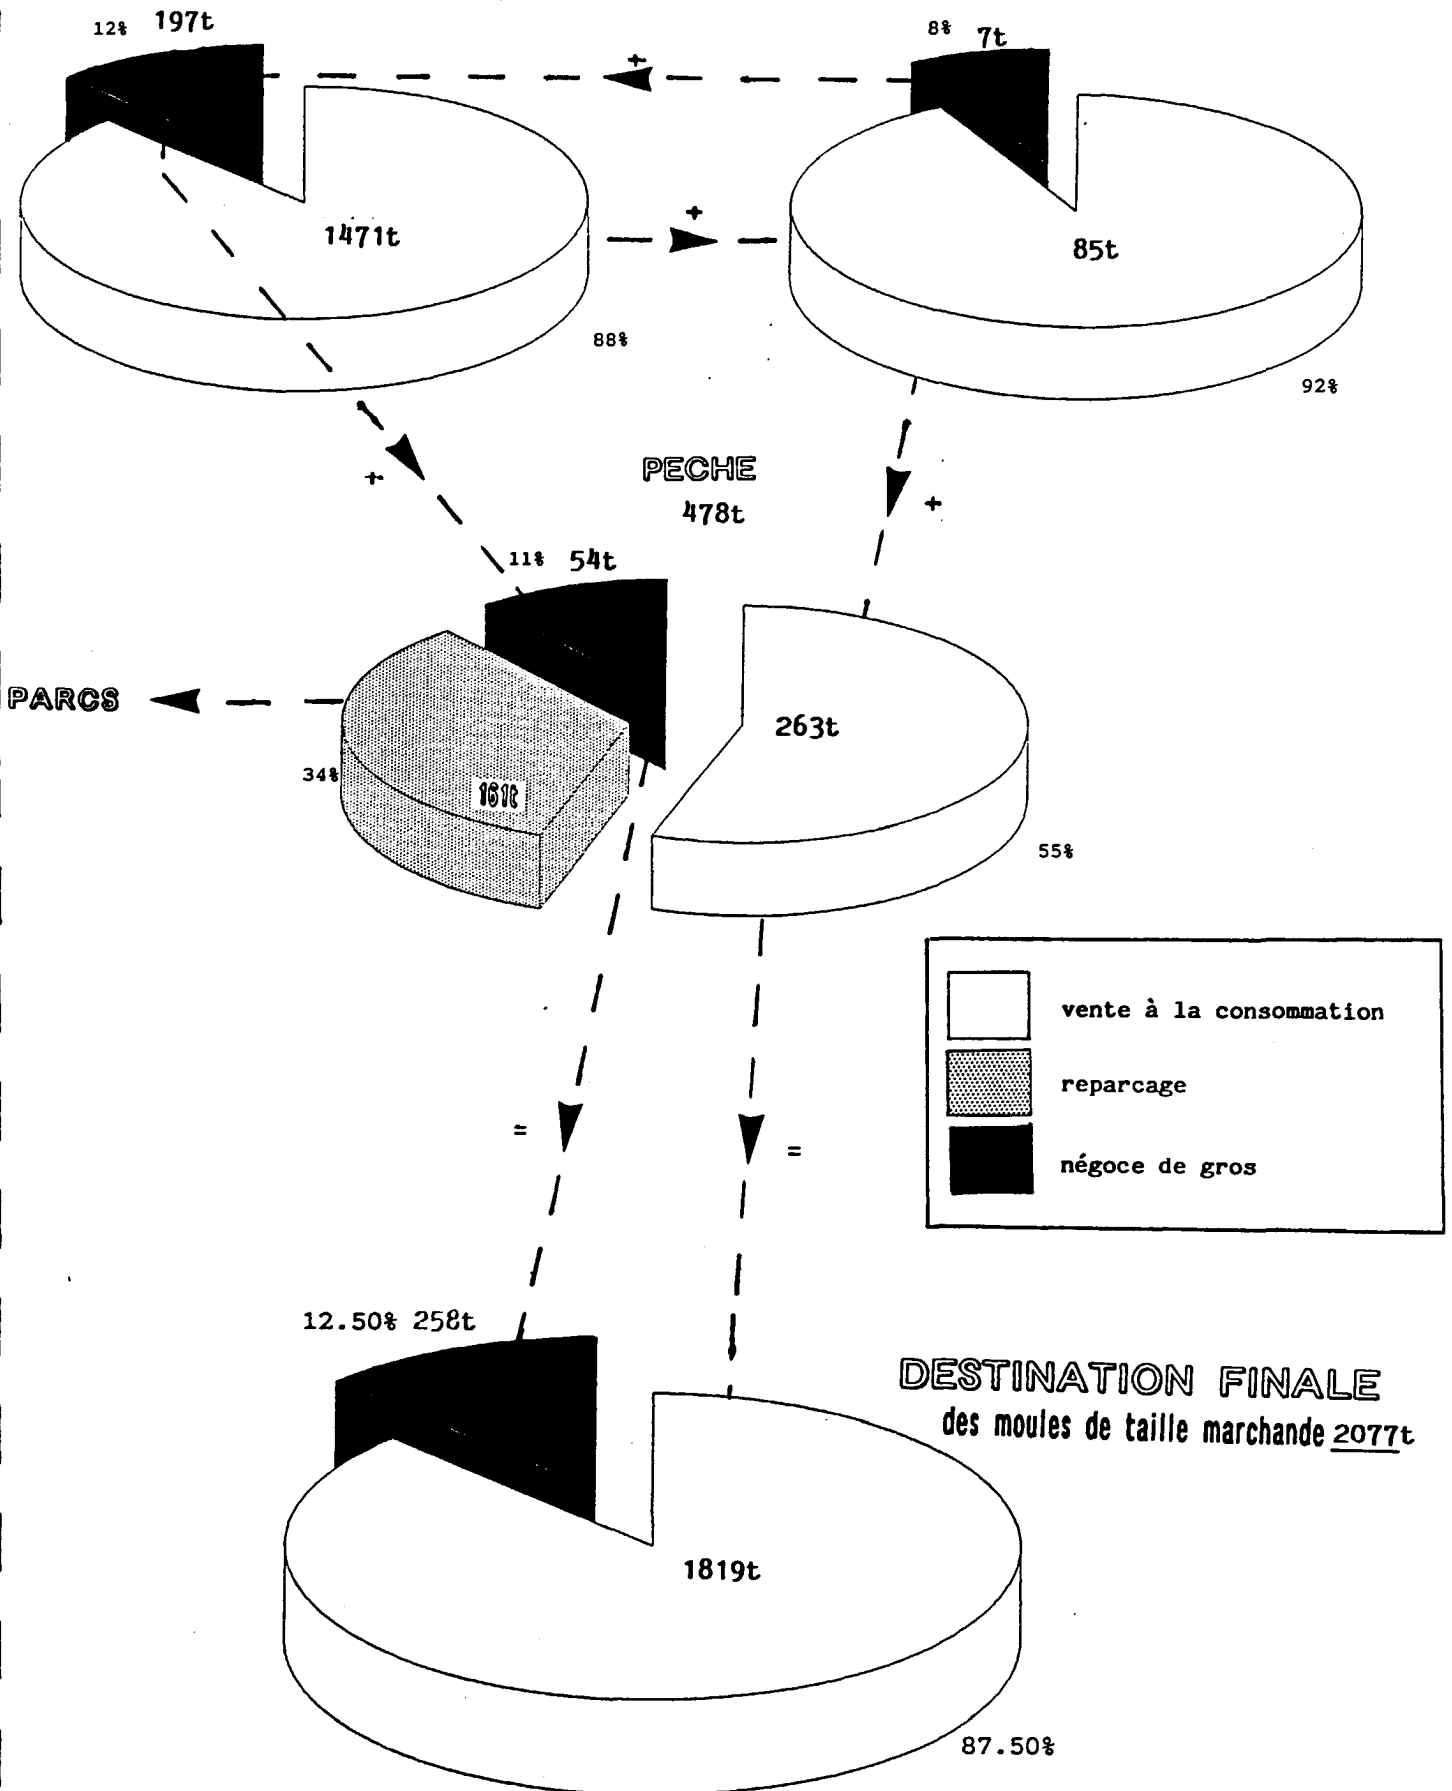 12% 197t
8% 7t
+
1471t
+
85t
88%
92%
PECHE
478t
+
+
11% 54t
PARCS
263t
34%
161t
55%
vente à la consommation
reparcage
négoce de gros
=
=
12.50% 258t
DESTINATION FINALE
des moules de taille marchande 2077t
1819t
87.50%